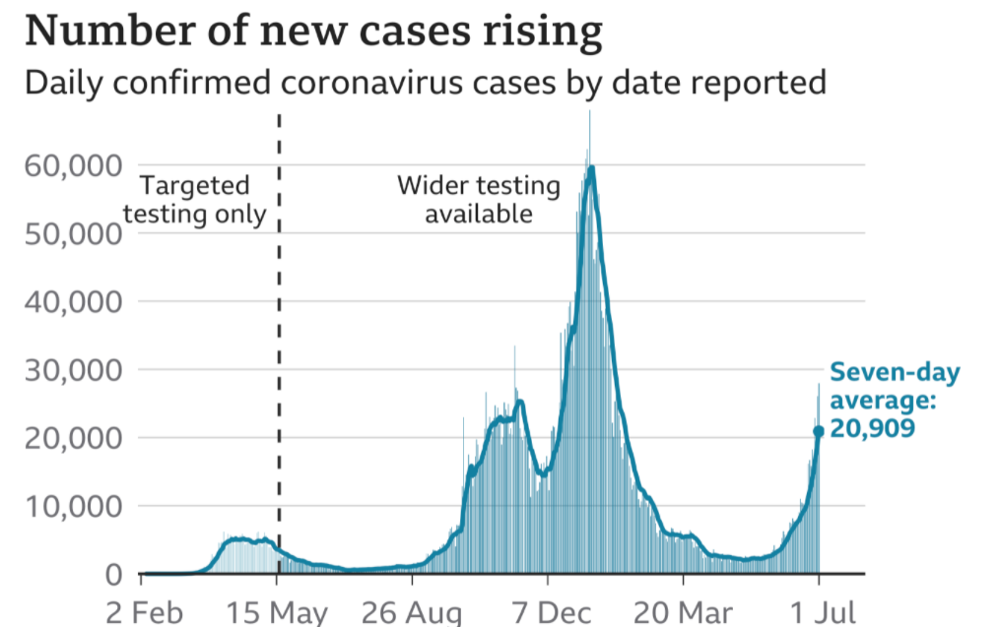 Number of new cases rising
Daily confirmed coronavirus cases by date reported
60,000
Targeted
testing only
Wider testing
available
50,000
40,000
30,000
Seven-day
average:
20,909
20,000
10,000
0
2 Feb
15 May
26 Aug
7 Dec
20 Mar
1 Jul